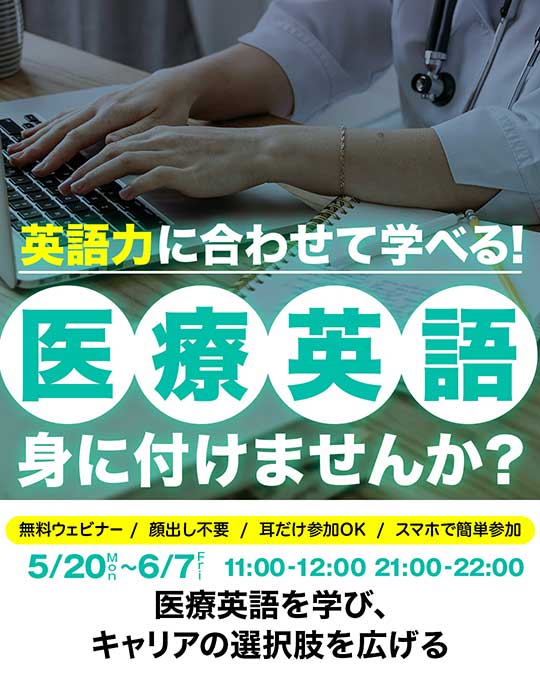 英語力に合わせて学べる!
医療英語
身に付けませんか?
無料ウェビナー / 顔出し不要 / 耳だけ参加OK / スマホで簡単参加
5/20Mon~6/7Fri 11:00-12:00 21:00-22:00
医療英語を学び、
キャリアの選択肢を広げる